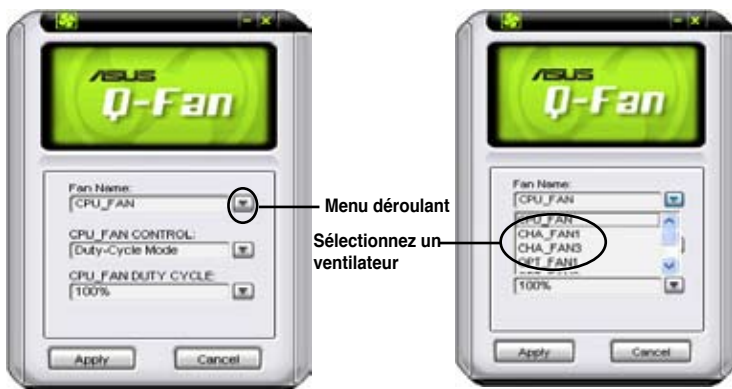 ASUS
Q-Fan
Fan Name:
CPU_FAN
CPU_FAN CONTROL:
Duty-Cycle Mode
CPU_FAN DUTY CYCLE:
100%
Apply
Cancel
Menu déroulant
Sélectionnez un
ventilateur
ASUS
Q-Fan
Fan Name:
CPU_FAN
CPU_FAN
CHA_FAN1
CHA_FAN3
OPT_FAN1
100%
Apply
Cancel